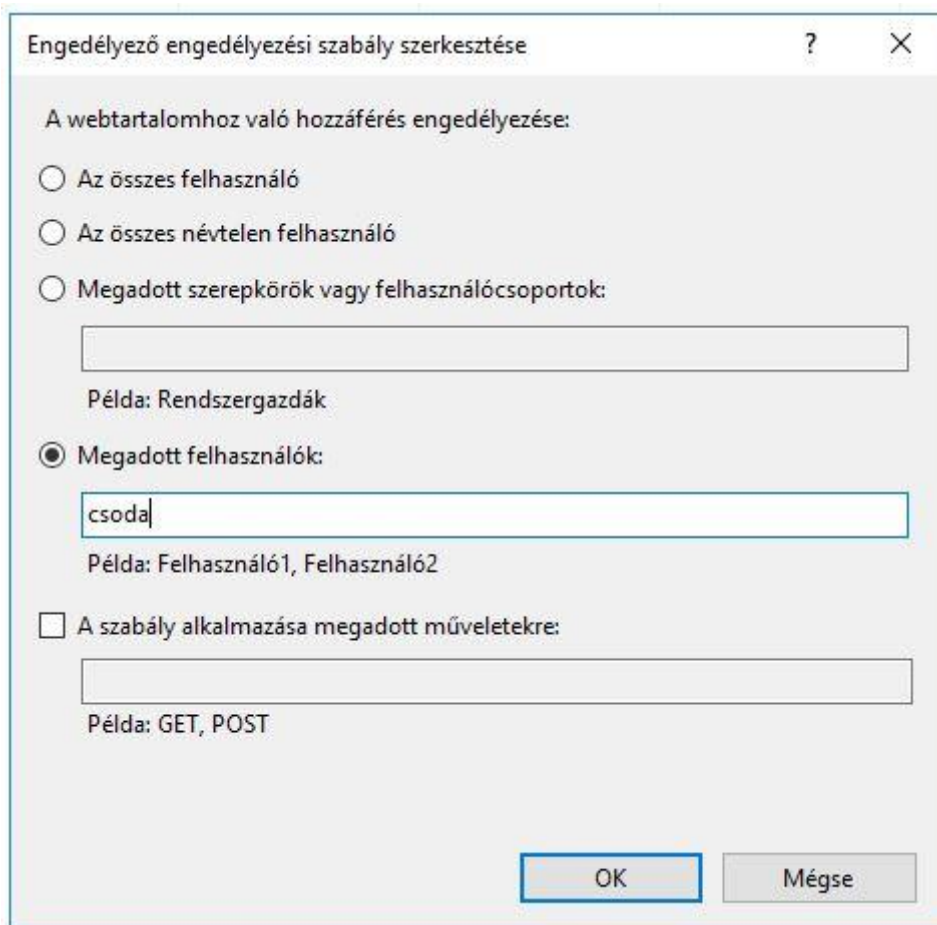 Engedélyező engedélyezési szabály szerkesztése
?
A webtartalomhoz való hozzáférés engedélyezése:
Az összes felhasználó
Az összes névtelen felhasználó
Megadott szerepkörök vagy felhasználócsoportok:
Példa: Rendszergazdák
Megadott felhasználók:
csoda
Példa: Felhasználó1, Felhasználó2
A szabály alkalmazása megadott műveletekre:
Példa: GET, POST
OK Mégse